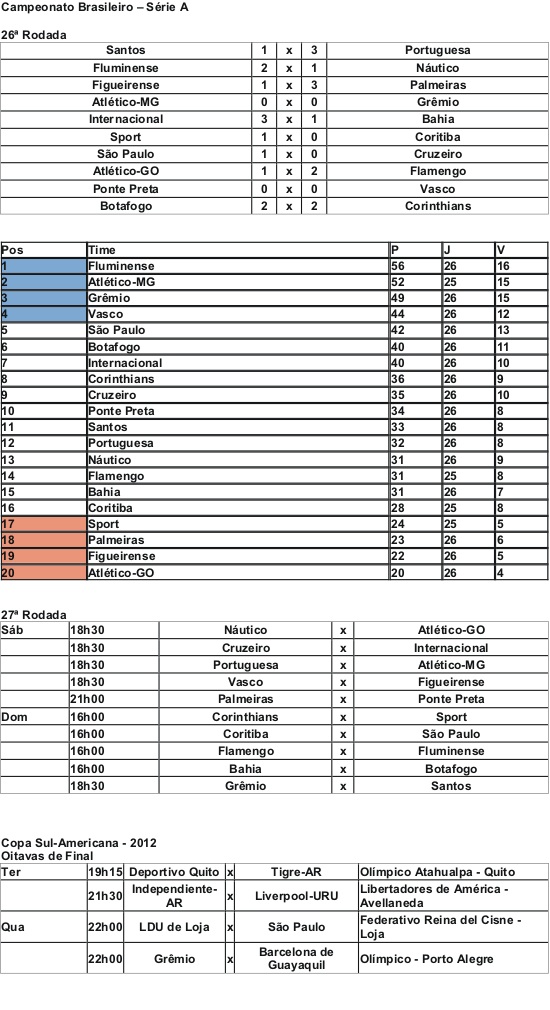 Campeonato Brasileiro – Série A
26ª Rodada
Santos 1 x 3 Portuguesa
Fluminense 2 x 1 Náutico
Figueirense 1 x 3 Palmeiras
Atlético-MG 0 x 0 Grêmio
Internacional 3 x 1 Bahia
Sport 1 x 0 Coritiba
São Paulo 1 x 0 Cruzeiro
Atlético-GO 1 x 2 Flamengo
Ponte Preta 0 x 0 Vasco
Botafogo 2 x 2 Corinthians
Pos Time P J V
1 Fluminense 56 26 16
2 Atlético-MG 52 25 15
3 Grêmio 49 26 15
4 Vasco 44 26 12
5 São Paulo 42 26 13
6 Botafogo 40 26 11
7 Internacional 40 26 10
8 Corinthians 36 26 9
9 Cruzeiro 35 26 10
10 Ponte Preta 34 26 8
11 Santos 33 26 8
12 Portuguesa 32 26 8
13 Náutico 31 26 9
14 Flamengo 31 25 8
15 Bahia 31 26 7
16 Coritiba 28 25 8
17 Sport 24 25 5
18 Palmeiras 23 26 6
19 Figueirense 22 26 5
20 Atlético-GO 20 26 4
27ª Rodada
Sáb 18h30 Náutico x Atlético-GO
18h30 Cruzeiro x Internacional
18h30 Portuguesa x Atlético-MG
18h30 Vasco x Figueirense
21h00 Palmeiras x Ponte Preta
Dom 16h00 Corinthians x Sport
16h00 Coritiba x São Paulo
16h00 Flamengo x Fluminense
16h00 Bahia x Botafogo
18h30 Grêmio x Santos
Copa Sul-Americana - 2012
Oitavas de Final
Ter 19h15 Deportivo Quito x Tigre-AR Olímpico Atahualpa - Quito
21h30 Independiente-AR x Liverpool-URU Libertadores de América - Avellaneda
Qua 22h00 LDU de Loja x São Paulo Federativo Reina del Cisne - Loja
22h00 Grêmio x Barcelona de Guayaquil Olímpico - Porto Alegre